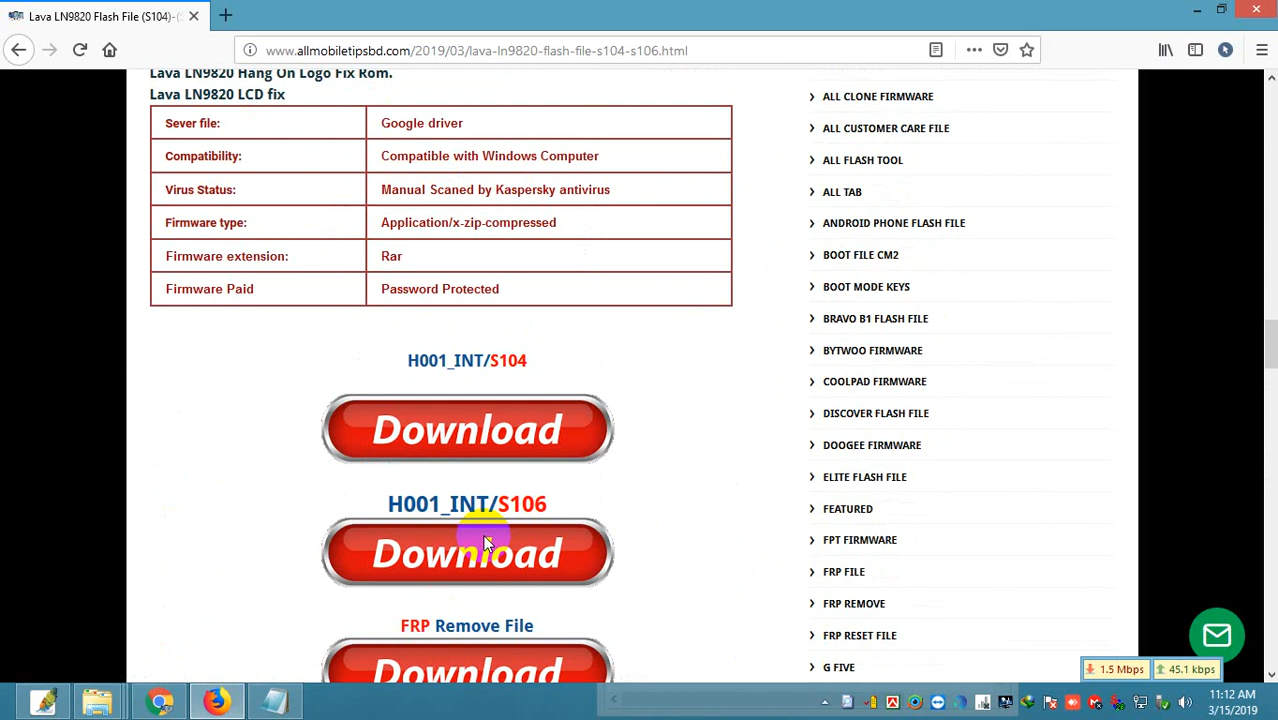 Lava LN9820 Flash File (S104)-(S
www.allmobiletipsbd.com/2019/03/lava-ln9820-flash-file-s104-s106.html
Lava LN9820 Hang On Logo Fix Rom.
Lava LN9820 LCD fix
Sever file: Google driver
Compatibility: Compatible with Windows Computer
Virus Status: Manual Scaned by Kaspersky antivirus
Firmware type: Application/x-zip-compressed
Firmware extension: Rar
Firmware Paid Password Protected
H001_INT/S104
Download
H001_INT/S106
Download
FRP Remove File
Download
ALL CLONE FIRMWARE
ALL CUSTOMER CARE FILE
ALL FLASH TOOL
ALL TAB
ANDROID PHONE FLASH FILE
BOOT FILE CM2
BOOT MODE KEYS
BRAVO B1 FLASH FILE
BYTWOO FIRMWARE
COOLPAD FIRMWARE
DISCOVER FLASH FILE
DOOGEE FIRMWARE
ELITE FLASH FILE
FEATURED
FPT FIRMWARE
FRP FILE
FRP REMOVE
FRP RESET FILE
G FIVE
1.5 Mbps 45.1 kbps
11:12 AM
3/15/2019